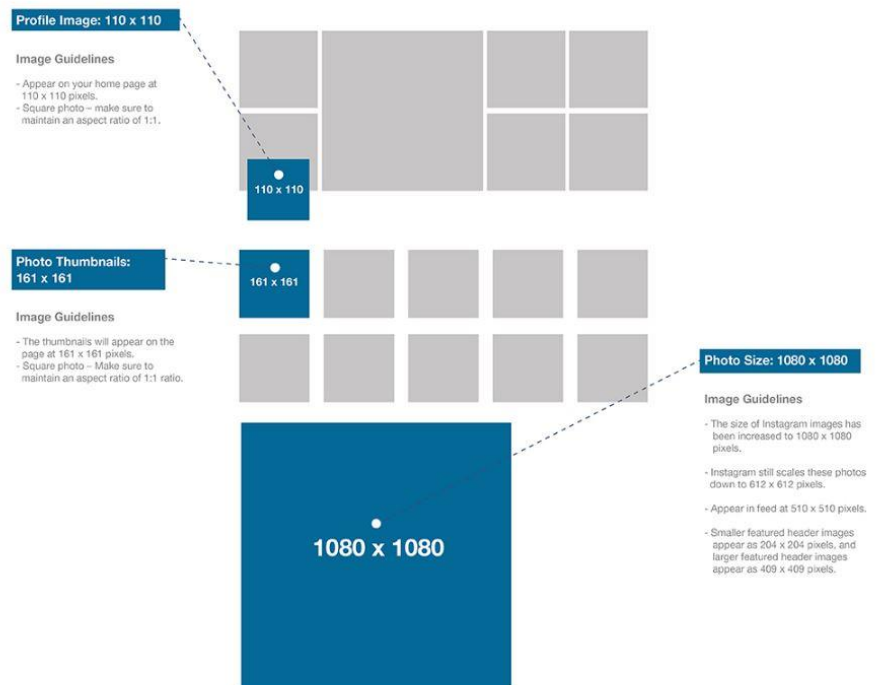 Profile Image: 110 x 110
Image Guidelines
- Appear on your home page at
110 x 110 pixels.
- Square photo – make sure to
maintain an aspect ratio of 1:1.
110 x 110
Photo Thumbnails:
161 x 161
161 x 161
Image Guidelines
- The thumbnails will appear on the
page at 161 x 161 pixels.
- Square photo – Make sure to
maintain an aspect ratio of 1:1 ratio.
Photo Size: 1080 x 1080
Image Guidelines
- The size of Instagram images has
been increased to 1080 x 1080
pixels.
- Instagram still scales these photos
down to 612 x 612 pixels.
- Appear in feed at 510 x 510 pixels.
- Smaller featured header images
appear as 204 x 204 pixels, and
larger featured header images
appear as 409 x 409 pixels.
1080 x 1080